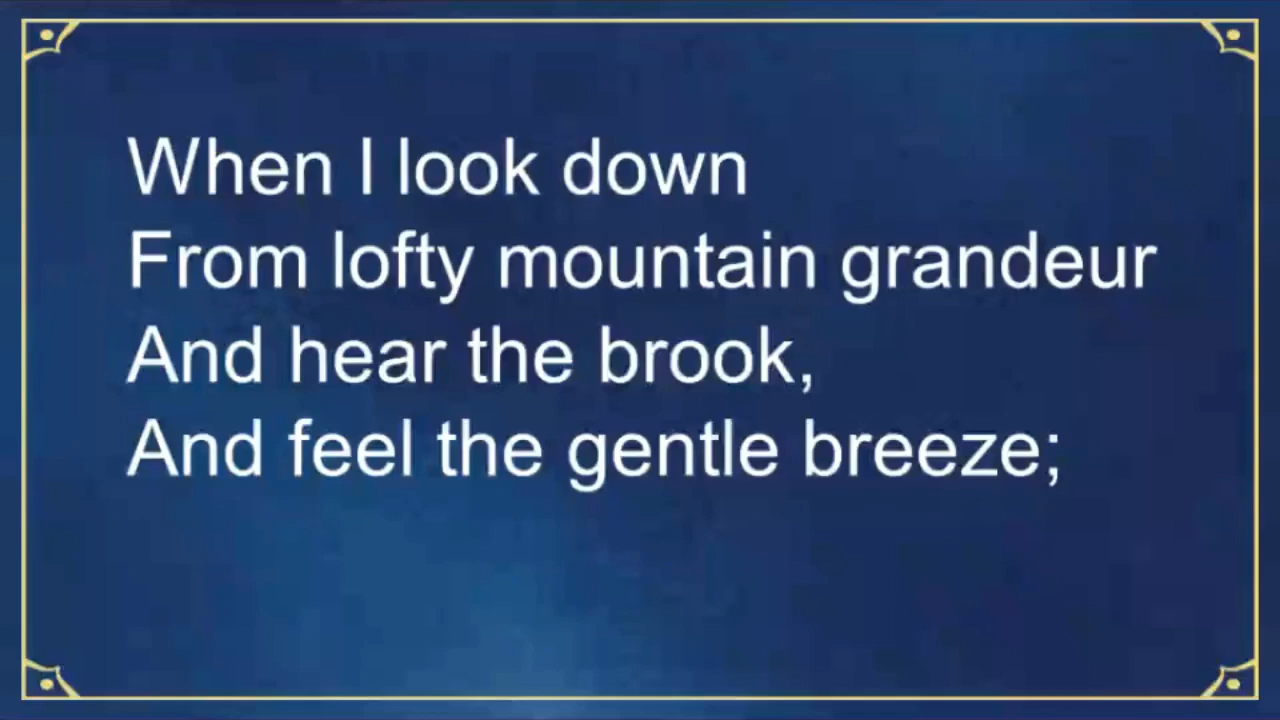 When I look down
From lofty mountain grandeur
And hear the brook,
And feel the gentle breeze;